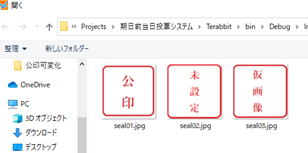 開く
« Projects › 期日前当日投票システム › Terabbit › bin › Debug ›
整理 新しいフォルダー
公印可変化
OneDrive
PC
3D オブジェクト
ダウンロード
デスクトップ
公印
未設定
仮画像
seal01.jpg seal02.jpg seal03.jpg